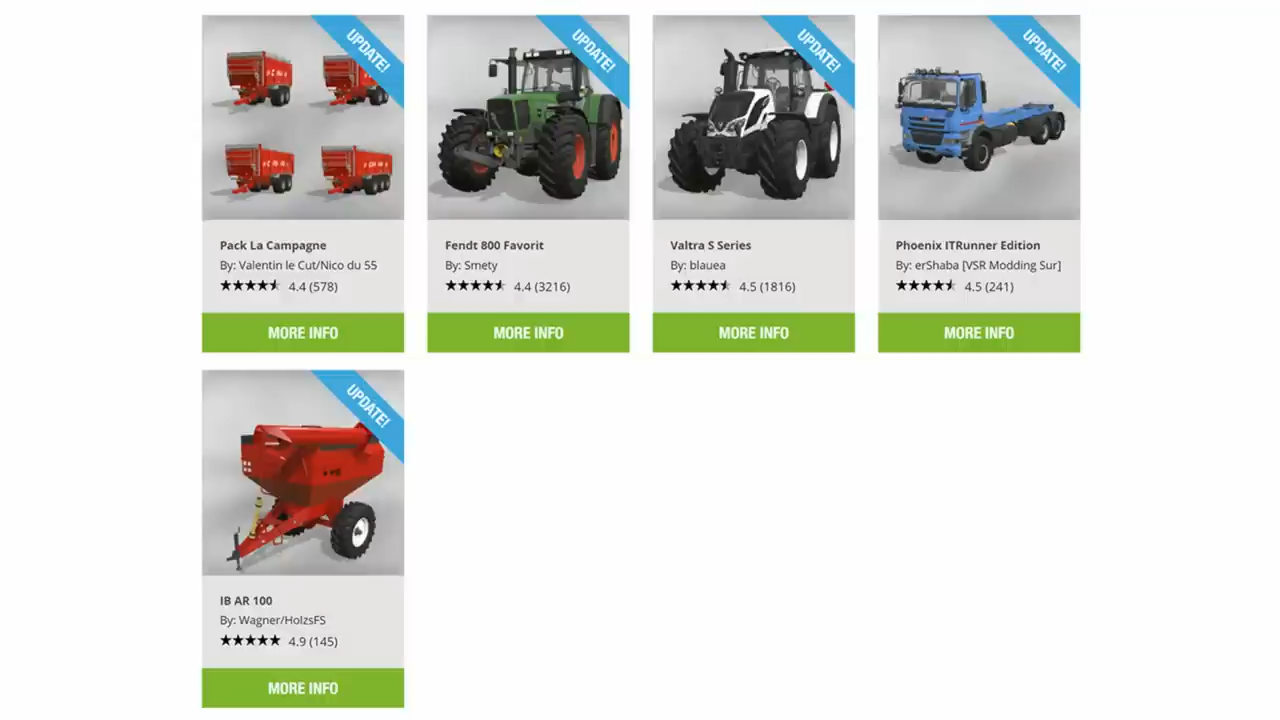 UPDATE!
UPDATE!
UPDATE!
UPDATE!
Pack La Campagne
By: Valentin le Cut/Nico du 55
4.4 (578)
MORE INFO
Fendt 800 Favorit
By: Smety
4.4 (3216)
MORE INFO
Valtra S Series
By: blauea
4.5 (1816)
MORE INFO
Phoenix ITRunner Edition
By: erShaba [VSR Modding Sur]
4.5 (241)
MORE INFO
UPDATE!
IB AR 100
By: Wagner/HolzsFS
4.9 (145)
MORE INFO